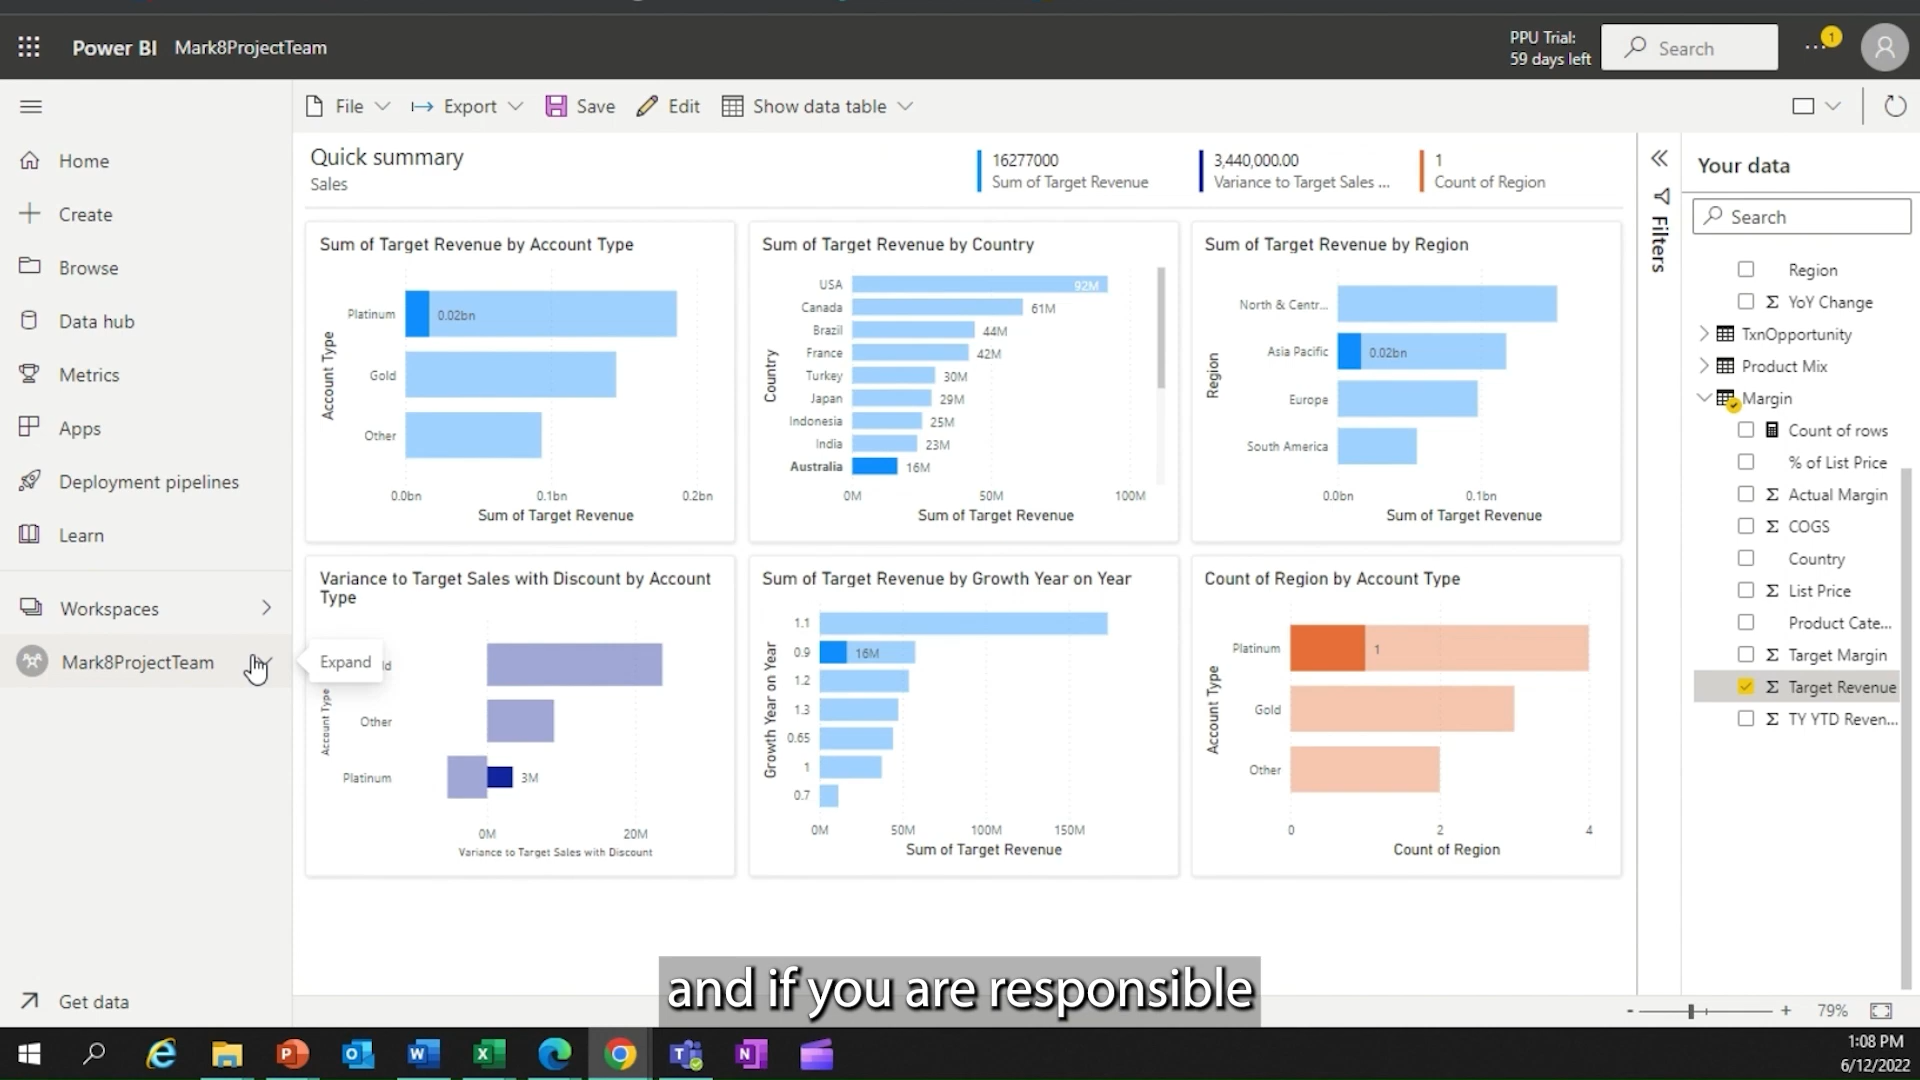 Power BI Mark8ProjectTeam
PPU Trial:
59 days left
Search
1
File
Export
Save
Edit
Show data table
Home
Create
Browse
Data hub
Metrics
Apps
Deployment pipelines
Learn
Workspaces
Mark8ProjectTeam
Expand
Get data
Quick summary
Sales
16277000
Sum of Target Revenue
3,440,000.00
Variance to Target Sales ...
1
Count of Region
Sum of Target Revenue by Account Type
Account Type
Platinum
0.02bn
Gold
Other
0.0bn 0.1bn 0.2bn
Sum of Target Revenue
Sum of Target Revenue by Country
Country
USA 92M
Canada 61M
Brazil 44M
France 42M
Turkey 30M
Japan 29M
Indonesia 25M
India 23M
Australia 16M
0M 50M 100M
Sum of Target Revenue
Sum of Target Revenue by Region
Region
North & Centr...
Asia Pacific 0.02bn
Europe
South America
0.0bn 0.1bn
Sum of Target Revenue
Variance to Target Sales with Discount by Account
Type
Account Type
ld
Other
Platinum 3M
0M 20M
Variance to Target Sales with Discount
Sum of Target Revenue by Growth Year on Year
Growth Year on Year
1.1
0.9 16M
1.2
1.3
0.65
1
0.7
0M 50M 100M 150M
Sum of Target Revenue
Count of Region by Account Type
Account Type
Platinum 1
Gold
Other
0 2 4
Count of Region
Filters
Your data
Search
Region
Σ YoY Change
TxnOpportunity
Product Mix
Margin
Count of rows
% of List Price
Σ Actual Margin
Σ COGS
Country
Σ List Price
Product Cate...
Σ Target Margin
Σ Target Revenue
Σ TY YTD Reven...
and if you are responsible
- + 79%
1:08 PM
6/12/2022